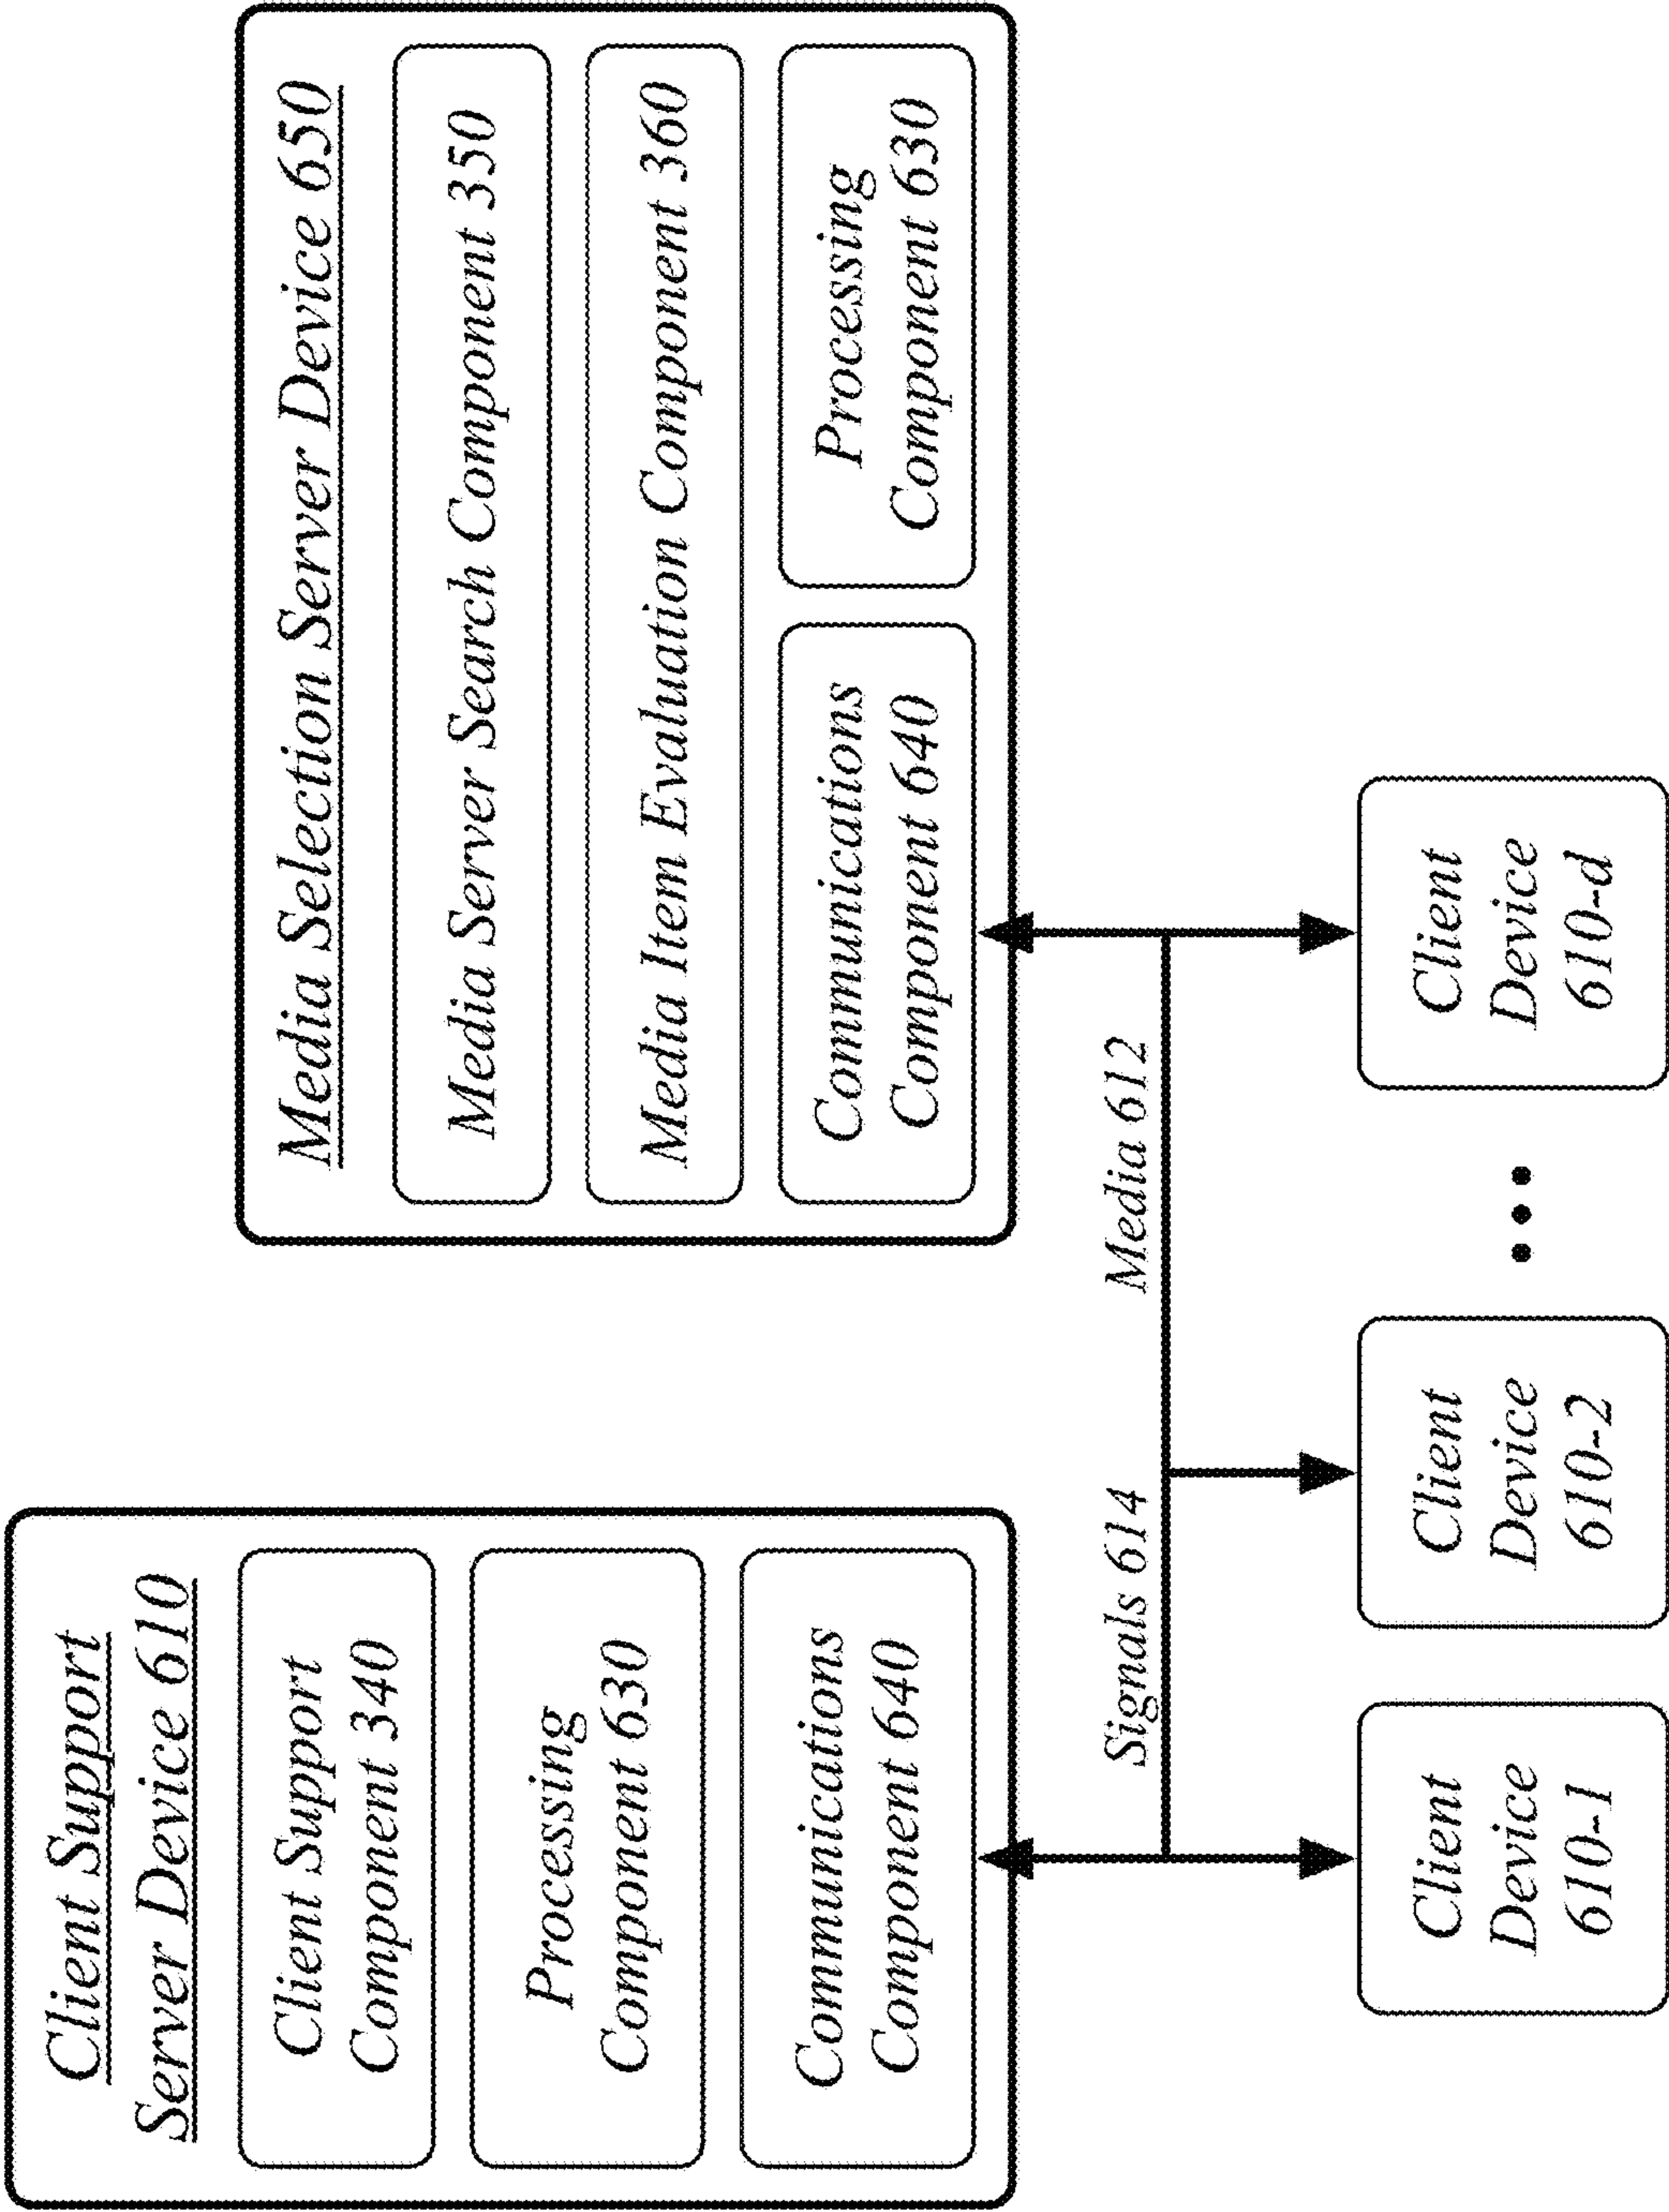 Client Support
Server Device 610
Client Support
Component 340
Processing
Component 630
Communications
Component 640
Media Selection Server Device 650
Media Server Search Component 350
Media Item Evaluation Component 360
Communications
Component 640
Processing
Component 630
Signals 614
Media 612
Client
Device
610-1
Client
Device
610-2
Client
Device
610-d